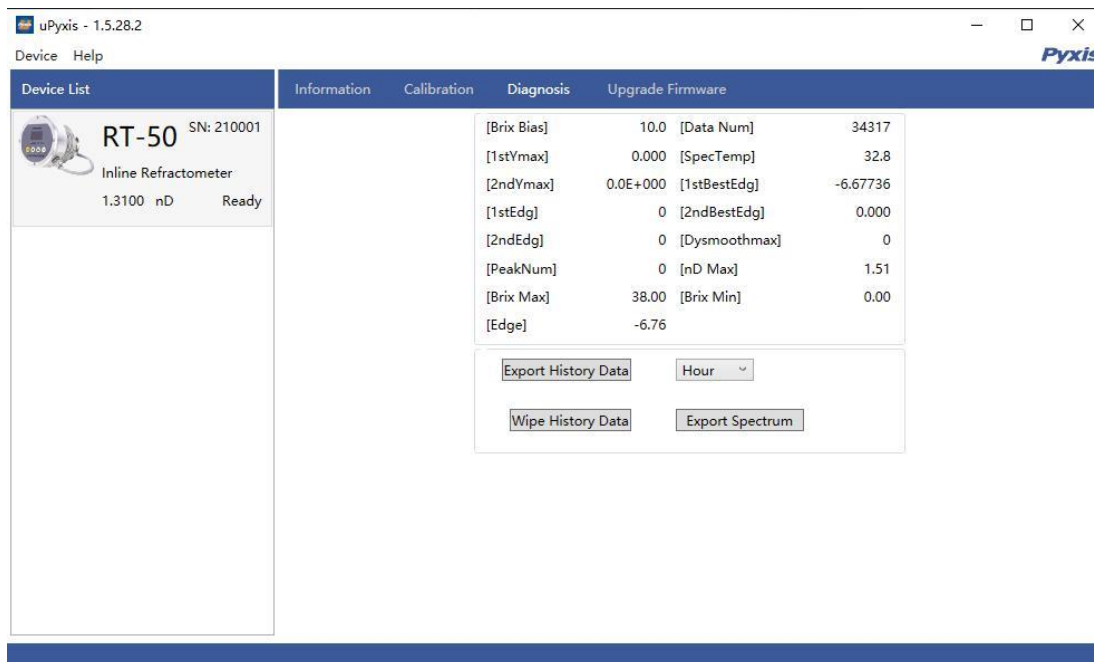 uPyxis - 1.5.28.2
Device Help
Pyxis
Device List
Information Calibration Diagnosis Upgrade Firmware
RT-50 SN: 210001
Inline Refractometer
1.3100 nD Ready
[Brix Bias] 10.0 [Data Num] 34317
[1stYmax] 0.000 [SpecTemp] 32.8
[2ndYmax] 0.0E+000 [1stBestEdg] -6.67736
[1stEdg] 0 [2ndBestEdg] 0.000
[2ndEdg] 0 [Dysmoothmax] 0
[PeakNum] 0 [nD Max] 1.51
[Brix Max] 38.00 [Brix Min] 0.00
[Edge] -6.76
Export History Data Hour
Wipe History Data Export Spectrum